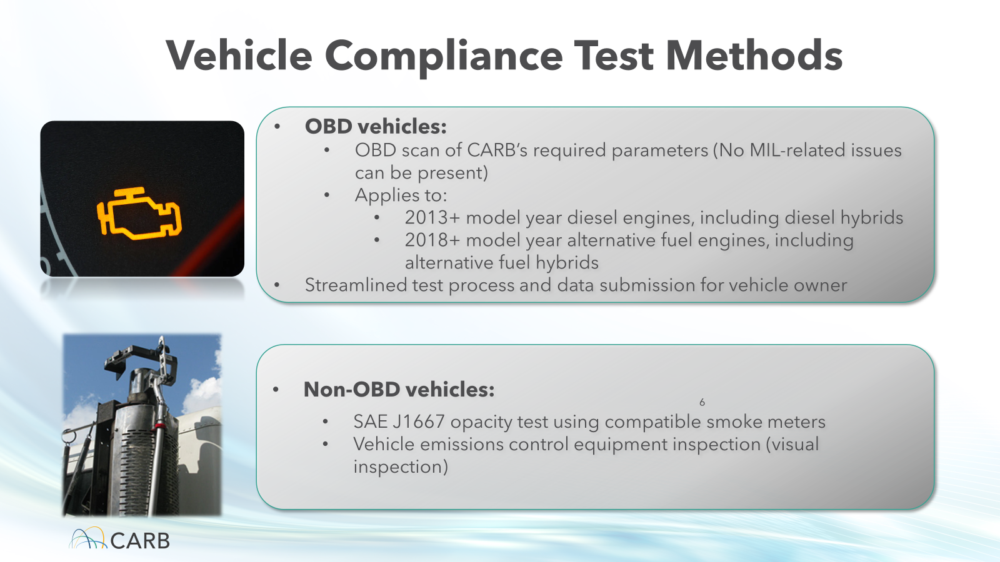 Vehicle Compliance Test Methods
• OBD vehicles:
• OBD scan of CARB’s required parameters (No MIL-related issues
can be present)
• Applies to:
• 2013+ model year diesel engines, including diesel hybrids
• 2018+ model year alternative fuel engines, including
alternative fuel hybrids
• Streamlined test process and data submission for vehicle owner
• Non-OBD vehicles:
6
• SAE J1667 opacity test using compatible smoke meters
• Vehicle emissions control equipment inspection (visual
inspection)
CARB